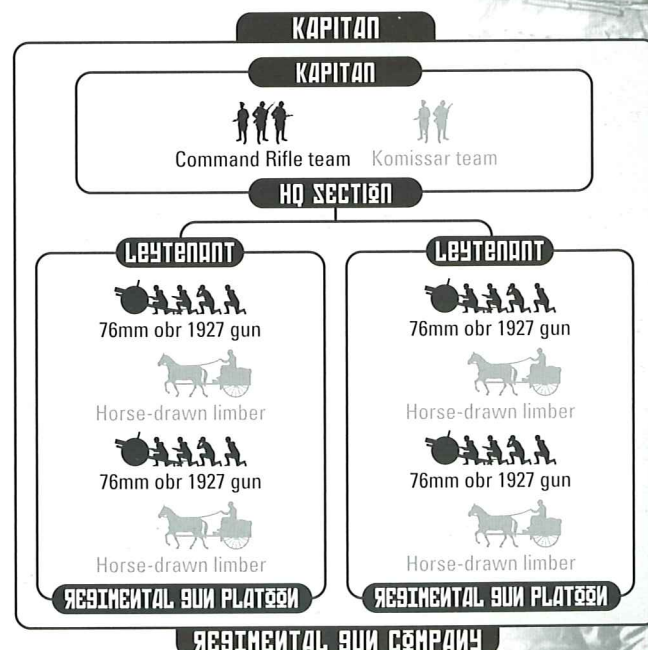 KAPITAN
KAPITAN
Command Rifle team Komissar team
HQ SECTION
LEYTENANT LEYTENANT
76mm obr 1927 gun 76mm obr 1927 gun
Horse-drawn limber Horse-drawn limber
76mm obr 1927 gun 76mm obr 1927 gun
Horse-drawn limber Horse-drawn limber
REGIMENTAL GUN PLATOON REGIMENTAL GUN PLATOON
REGIMENTAL GUN COMPANY